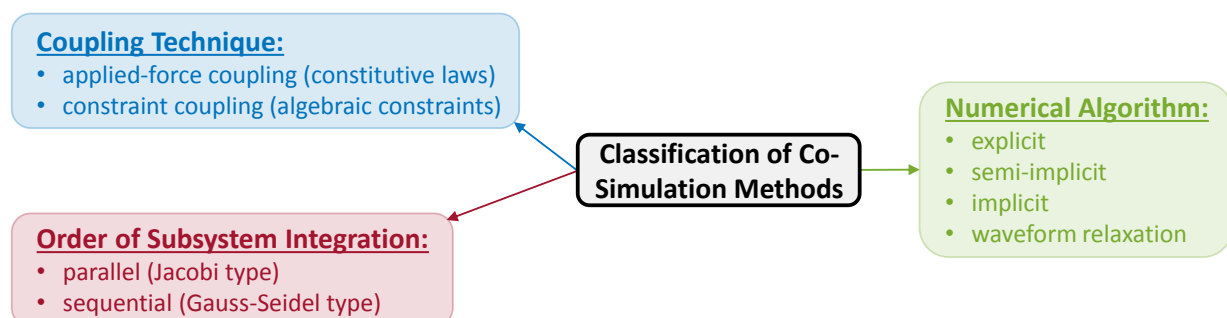 Coupling Technique:
• applied-force coupling (constitutive laws)
• constraint coupling (algebraic constraints)
Classification of Co-
Simulation Methods
Numerical Algorithm:
• explicit
• semi-implicit
• implicit
• waveform relaxation
Order of Subsystem Integration:
• parallel (Jacobi type)
• sequential (Gauss-Seidel type)